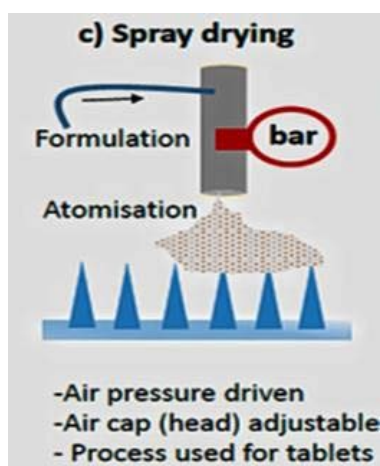 c) Spray drying
Formulation
bar
Atomisation
-Air pressure driven
-Air cap (head) adjustable
- Process used for tablets